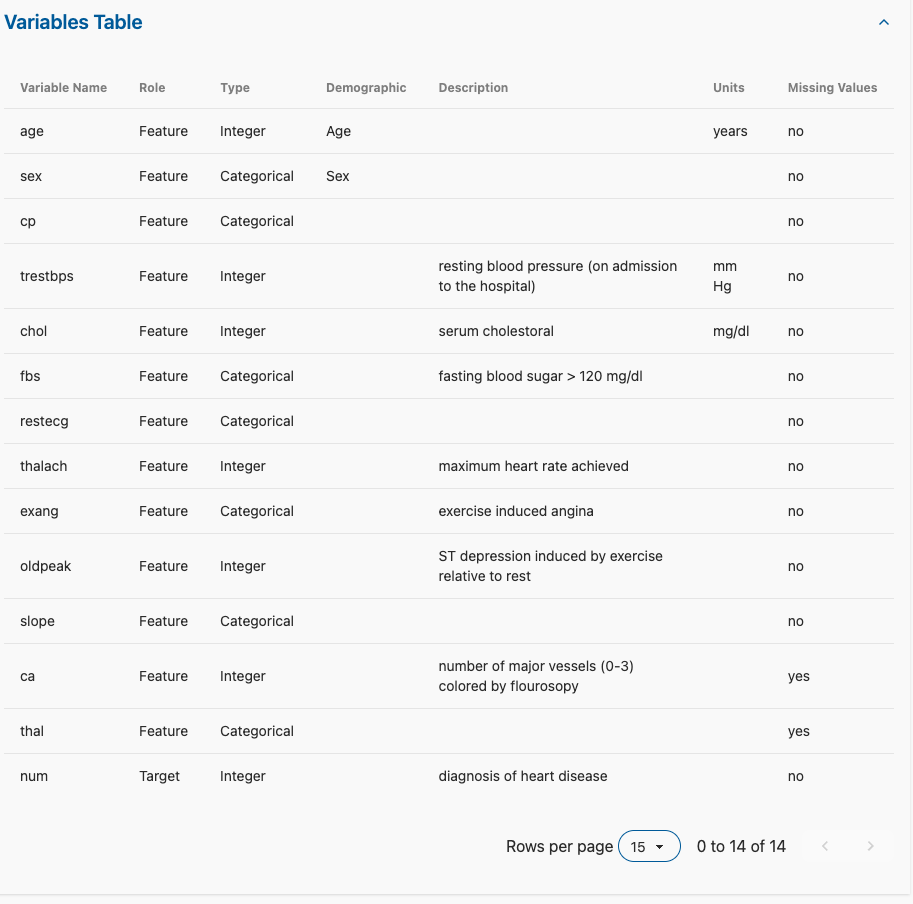 Variables Table
Variable Name Role Type Demographic Description Units Missing Values
age Feature Integer Age years no
sex Feature Categorical Sex no
cp Feature Categorical no
trestbps Feature Integer resting blood pressure (on admission to the hospital) mm Hg no
chol Feature Integer serum cholestoral mg/dl no
fbs Feature Categorical fasting blood sugar > 120 mg/dl no
restecg Feature Categorical no
thalach Feature Integer maximum heart rate achieved no
exang Feature Categorical exercise induced angina no
oldpeak Feature Integer ST depression induced by exercise relative to rest no
slope Feature Categorical no
ca Feature Integer number of major vessels (0-3) colored by flourosopy yes
thal Feature Categorical yes
num Target Integer diagnosis of heart disease no
Rows per page 15 0 to 14 of 14